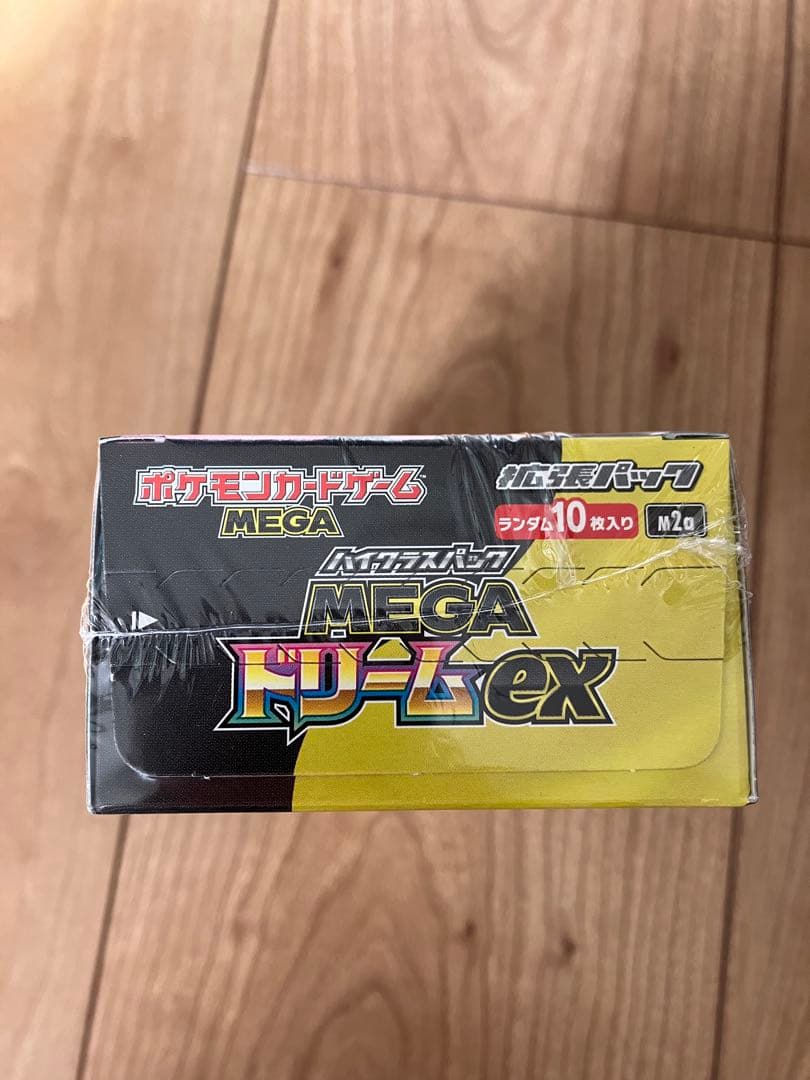 ポケモンカードゲーム™
MEGA
拡張パック
ランダム10枚入り M2a
ハイクラスパック
MEGA
ドリームex